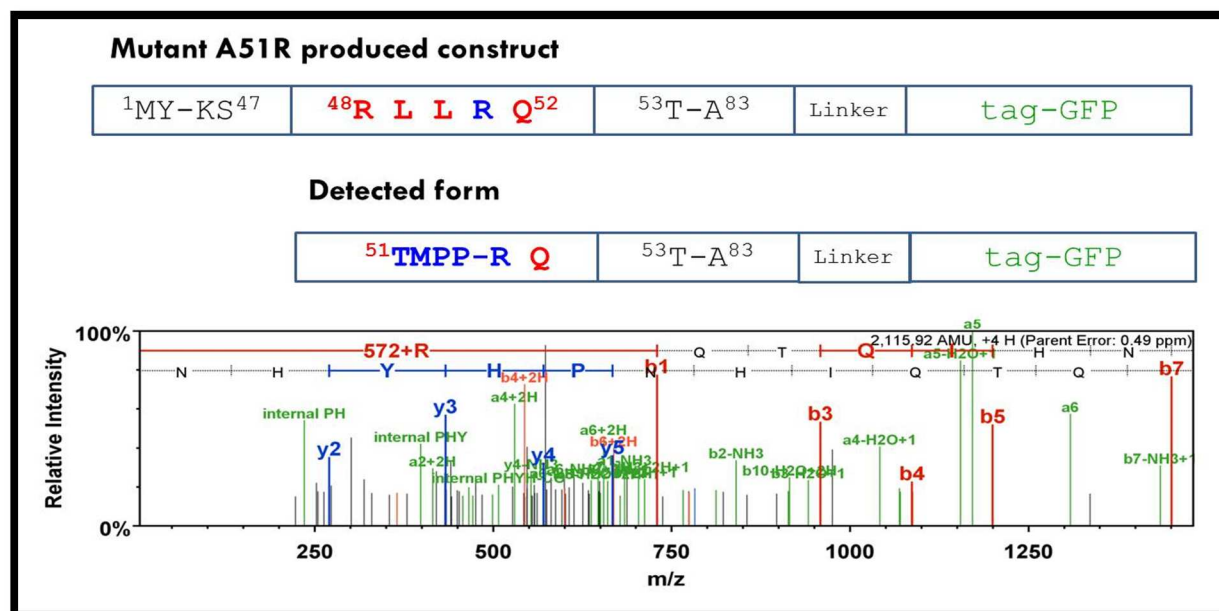 Mutant A51R produced construct
¹MY-KS⁴⁷ ⁴⁸R L L R Q⁵² ⁵³T-A⁸³ Linker tag-GFP
Detected form
⁵¹TMPP-R Q ⁵³T-A⁸³ Linker tag-GFP
100%
a5
2,115.92 AMU, +4 H (Parent Error: 0.49 ppm)
572+R Q T Q I H N
a5-H2O+1
N H Y H P N H I Q T Q
b1
b4+2H
b7
a4+2H
internal PH
y3
b3
a6
b5
a6+2H
internal PHY
b6+2H
y2
y4
y5
a4-H2O+1
a2+2H
b2-NH3
b7-NH3+1
b4
0%
250 500 750 1000 1250
m/z
Relative Intensity